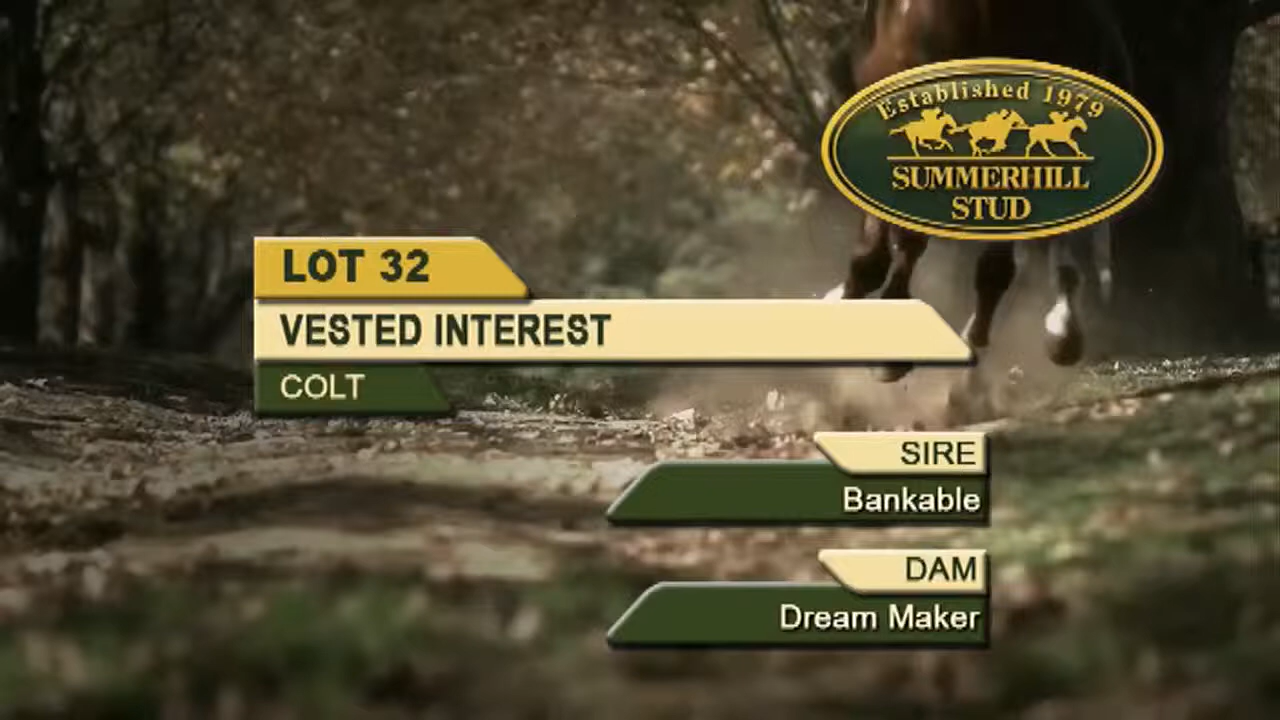 Established 1979
SUMMERHILL
STUD
LOT 32
VESTED INTEREST
COLT
SIRE
Bankable
DAM
Dream Maker